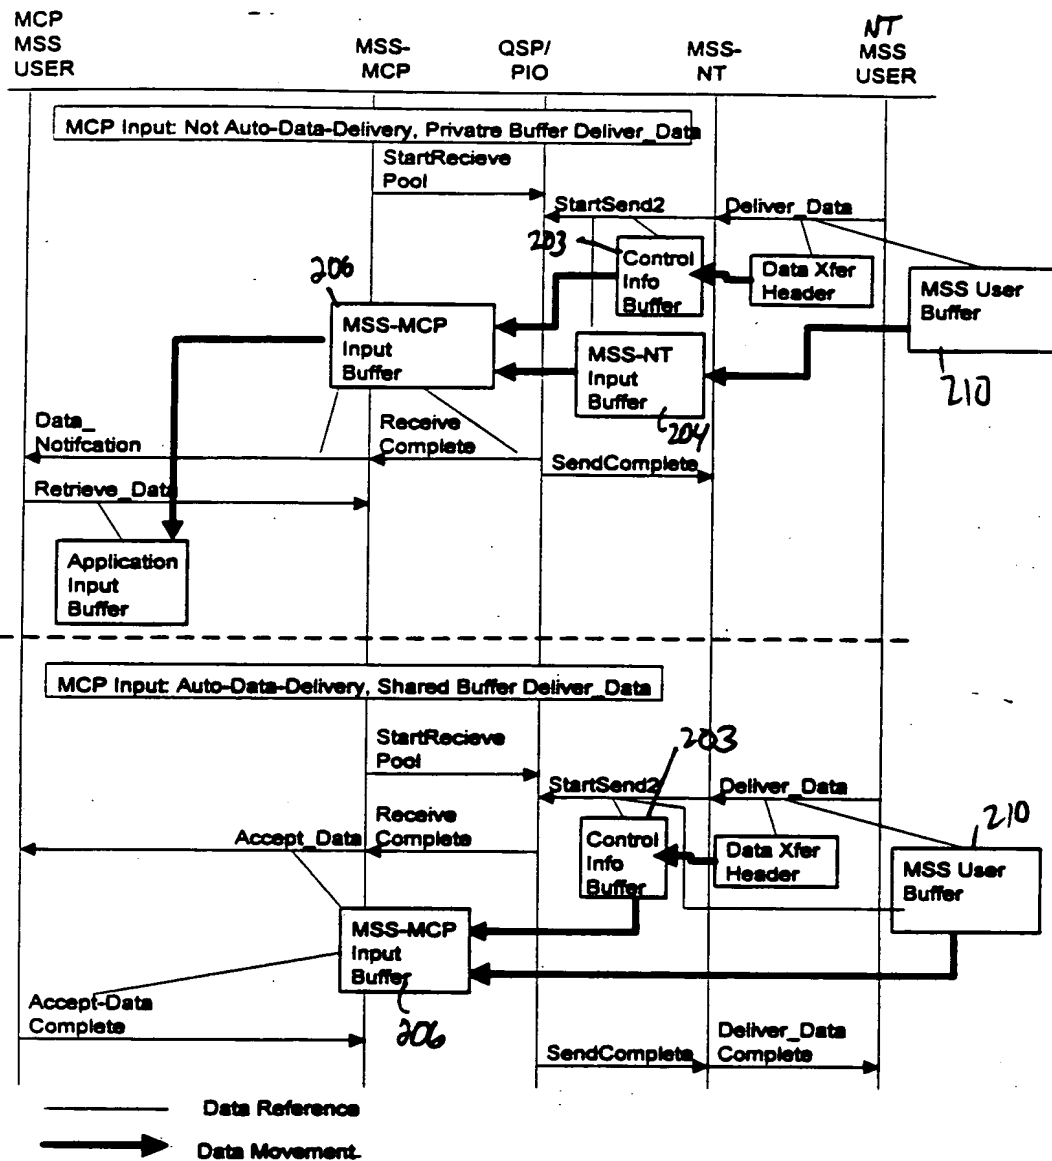 MCP
MSS
USER
MSS-
MCP
QSP/
PIO
MSS-
NT
NT
MSS
USER
MCP Input: Not Auto-Data-Delivery, Privatre Buffer Deliver_Data
StartRecieve
Pool
StartSend2
Deliver_Data
203
Control
Info
Buffer
Data Xfer
Header
MSS User
Buffer
210
206
MSS-MCP
Input
Buffer
MSS-NT
Input
Buffer
204
Data_
Notifcation
Receive
Complete
SendComplete
Retrieve_Data
Application
Input
Buffer
MCP Input: Auto-Data-Delivery, Shared Buffer Deliver_Data
StartRecieve
Pool
203
StartSend2
Deliver_Data
Receive
Complete
Accept_Data
Control
Info
Buffer
Data Xfer
Header
210
MSS User
Buffer
MSS-MCP
Input
Buffer
206
Accept-Data
Complete
SendComplete
Deliver_Data
Complete
Data Reference
Data Movement